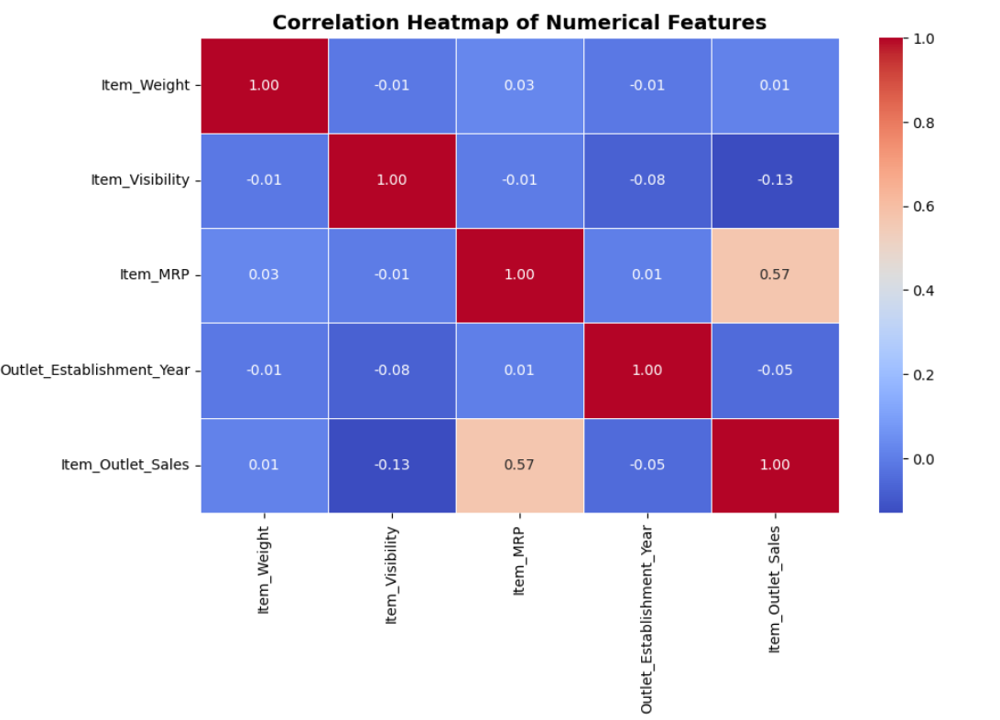 Correlation Heatmap of Numerical Features
Item_Weight 1.00 -0.01 0.03 -0.01 0.01
Item_Visibility -0.01 1.00 -0.01 -0.08 -0.13
Item_MRP 0.03 -0.01 1.00 0.01 0.57
Outlet_Establishment_Year -0.01 -0.08 0.01 1.00 -0.05
Item_Outlet_Sales 0.01 -0.13 0.57 -0.05 1.00
Item_Weight
Item_Visibility
Item_MRP
Outlet_Establishment_Year
Item_Outlet_Sales
1.0
0.8
0.6
0.4
0.2
0.0